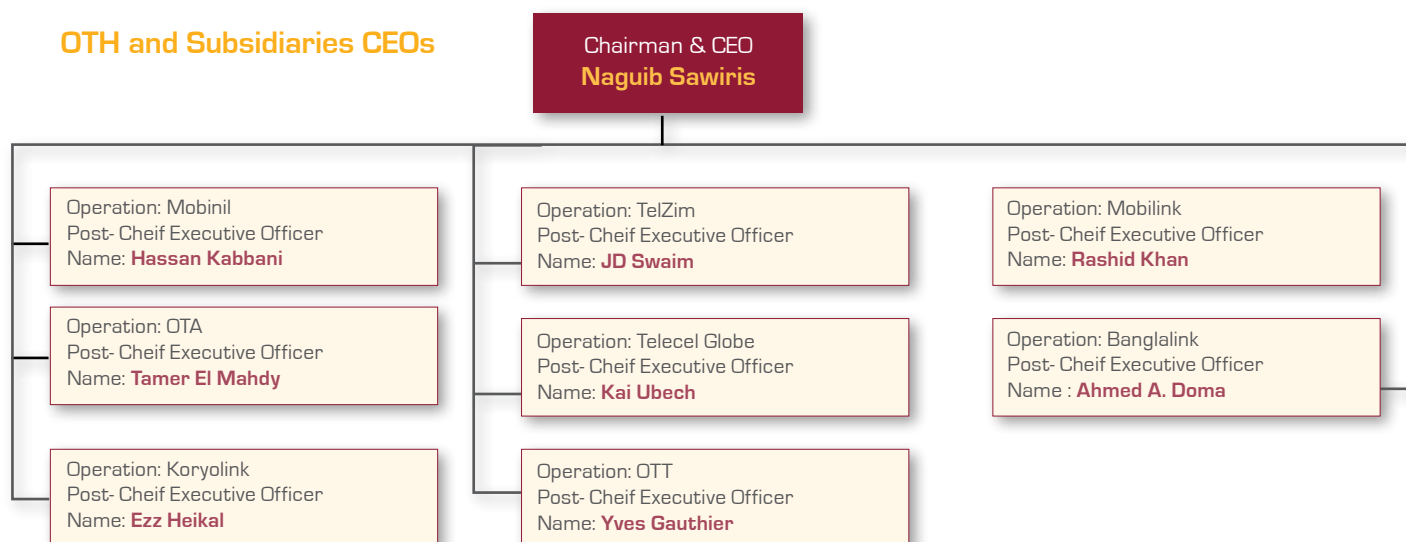 OTH and Subsidiaries CEOs
Chairman & CEO
Naguib Sawiris
Operation: Mobinil
Post- Cheif Executive Officer
Name: Hassan Kabbani
Operation: OTA
Post- Cheif Executive Officer
Name: Tamer El Mahdy
Operation: Koryolink
Post- Cheif Executive Officer
Name: Ezz Heikal
Operation: TelZim
Post- Cheif Executive Officer
Name: JD Swaim
Operation: Telecel Globe
Post- Cheif Executive Officer
Name: Kai Ubech
Operation: OTT
Post- Cheif Executive Officer
Name: Yves Gauthier
Operation: Mobilink
Post- Cheif Executive Officer
Name: Rashid Khan
Operation: Banglalink
Post- Cheif Executive Officer
Name : Ahmed A. Doma